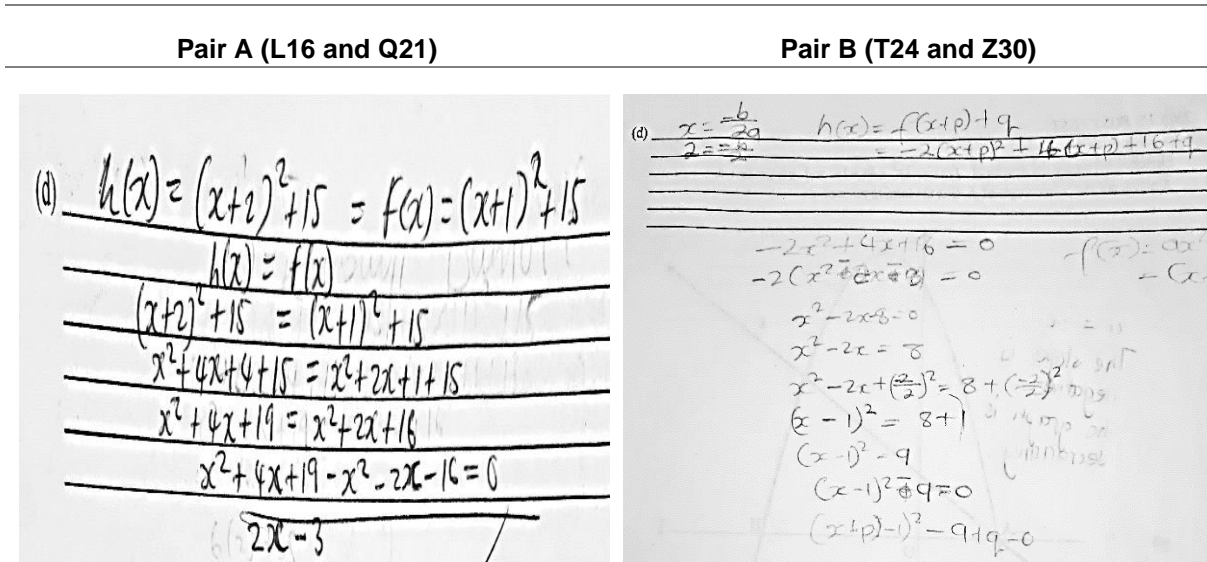 Pair A (L16 and Q21)
Pair B (T24 and Z30)
(d) h(x) = (x+2)²+15 = f(x) = (x+1)²+15
h(x) = f(x)
(x+2)²+15 = (x+1)²+15
x²+4x+4+15 = x²+2x+1+15
x²+4x+19 = x²+2x+16
x²+4x+19-x²-2x-16=0
2x-3
(d) x = -b/2a h(x) = f(x+p)+q
= -2(x+p)² + (x+p)+16+q
-2x²+4x+16 = 0
= 0
x²-2x-8=0
x²-2x = 8
x²-2x+(-2/2)² = 8+(-2/2)²
(x-1)² = 8+1
(x-1)² - 9
(x-1)² - 9=0
(x+p)-1)² - 9+q=0
f(x) = ax²
= (x-